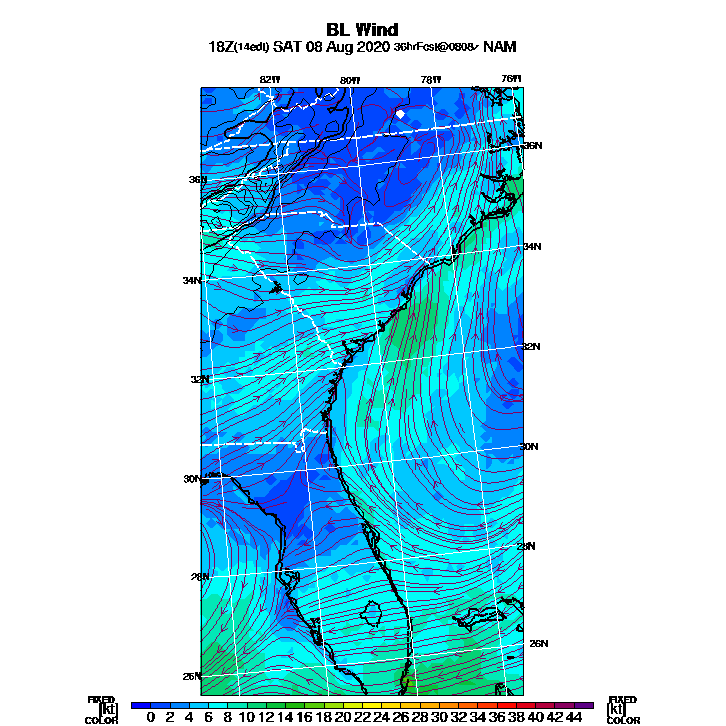 BL Wind
18Z(14edt) SAT 08 Aug 2020 36hrFcst@0808z NAM
82W 80W 78W 76W
36N 36N
34N 34N
32N 32N
30N 30N
28N 28N
26N 26N
FIXED FIXED
[kt] [kt]
COLOR COLOR
0 2 4 6 8 10 12 14 16 18 20 22 24 26 28 30 32 34 36 38 40 42 44